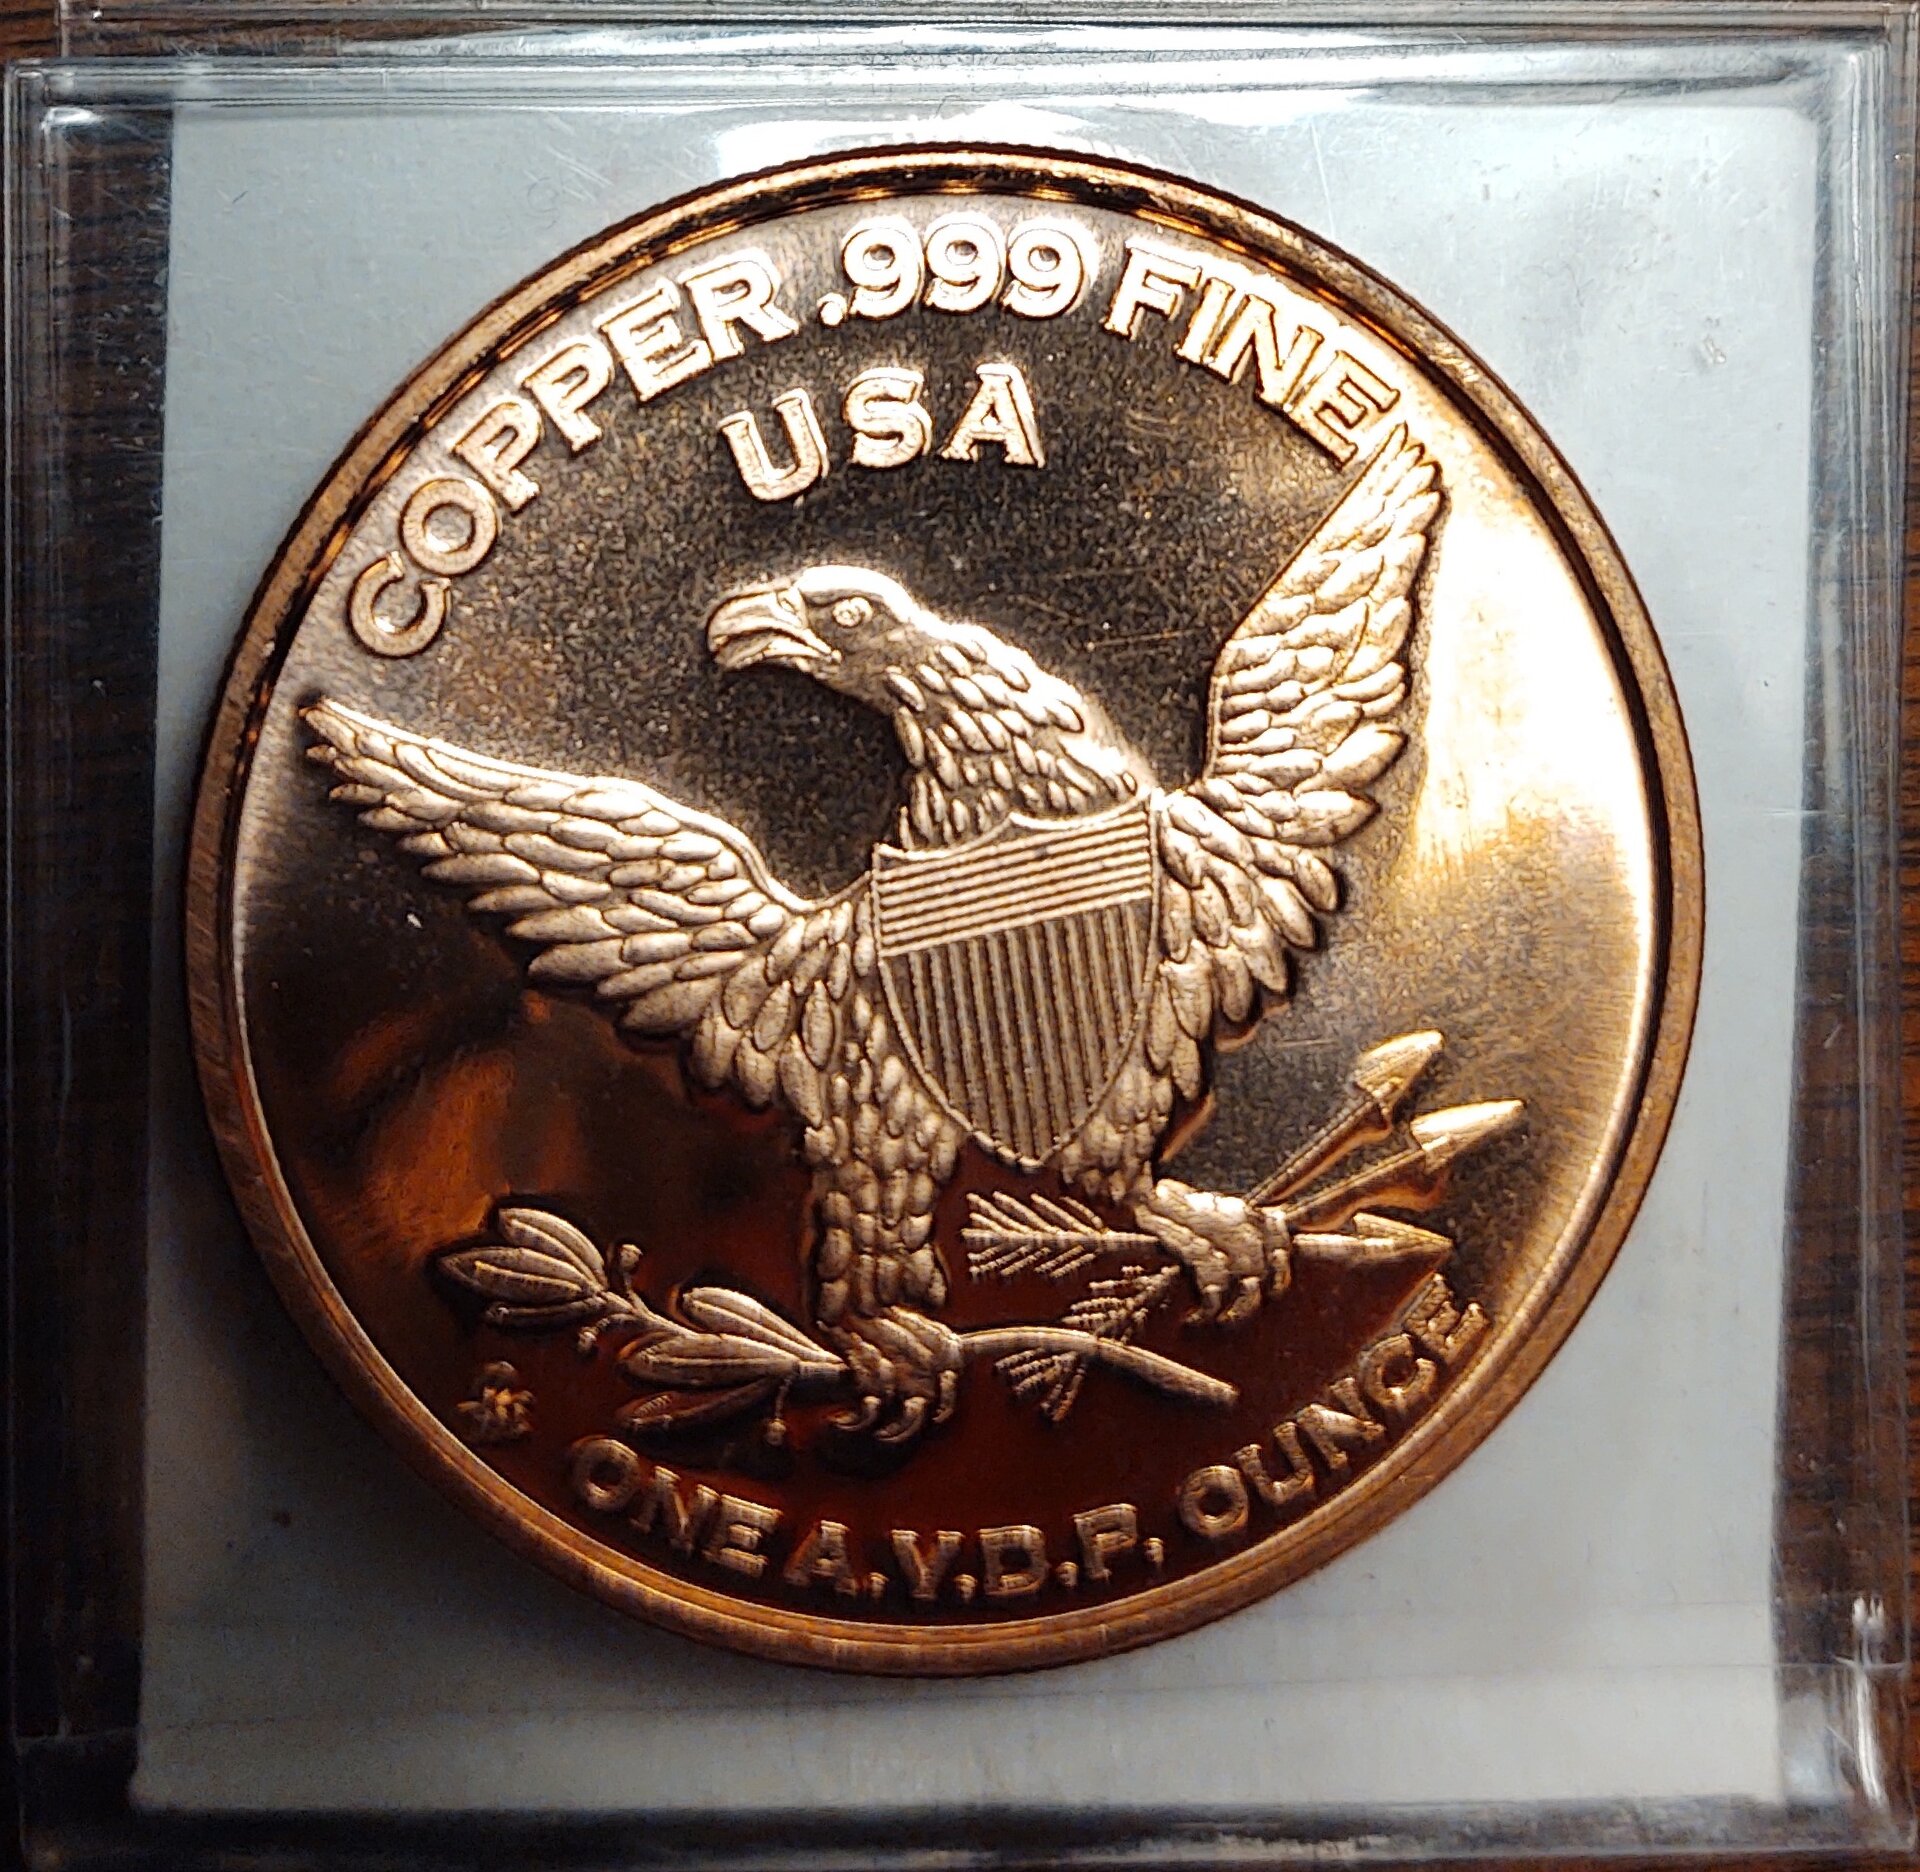 COPPER .999 FINE
USA
ONE A.V.D.P. OUNCE